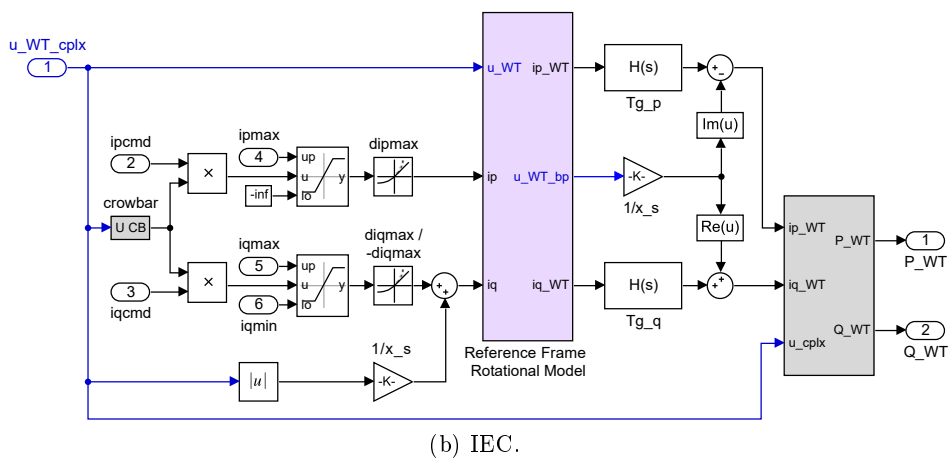 u_WT_cplx
1
ipcmd
2
×
crowbar
U CB
3
iqcmd
×
ipmax
4
-inf
up
u
lo
y
dipmax
iqmax
5
6
iqmin
up
u
lo
y
diqmax /
-diqmax
+
+
|u|
1/x_s
-K-
u_WT
ip
iq
ip_WT
u_WT_bp
iq_WT
Reference Frame
Rotational Model
H(s)
Tg_p
+
−
Im(u)
-K-
1/x_s
Re(u)
H(s)
Tg_q
+
+
ip_WT
iq_WT
u_cplx
P_WT
Q_WT
1
P_WT
2
Q_WT
(b) IEC.